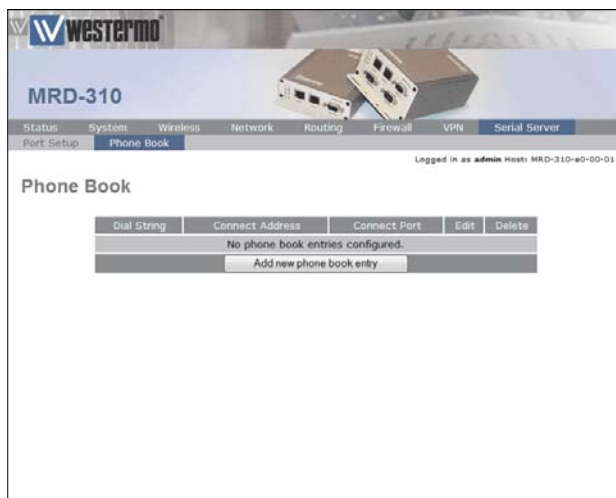 westermo
MRD-310
Status System Wireless Network Routing Firewall VPN Serial Server
Port Setup Phone Book
Logged in as admin Host: MRD-310-e0-00-01
Phone Book
Dial String Connect Address Connect Port Edit Delete
No phone book entries configured.
Add new phone book entry